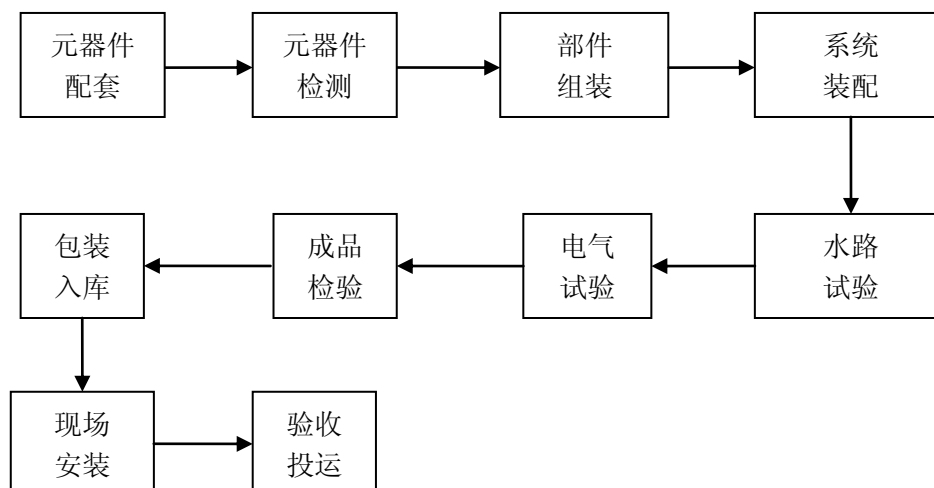 元器件
配套
元器件
检测
部件
组装
系统
装配
水路
试验
电气
试验
成品
检验
包装
入库
现场
安装
验收
投运